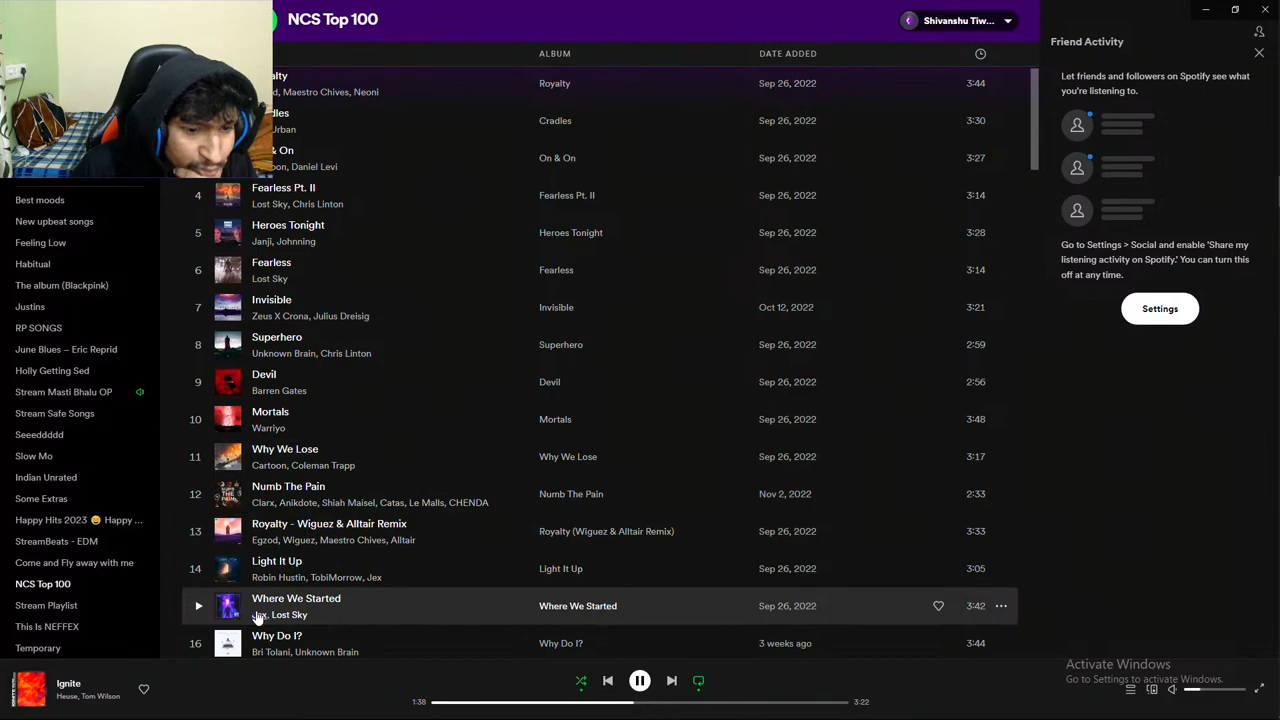 NCS Top 100
Shivanshu Tiw...
ALBUM
DATE ADDED
Maestro Chives, Neoni
Royalty
Sep 26, 2022
3:44
Urban
Cradles
Sep 26, 2022
3:30
& On
Daniel Levi
On & On
Sep 26, 2022
3:27
4
Fearless Pt. II
Lost Sky, Chris Linton
Fearless Pt. II
Sep 26, 2022
3:14
5
Heroes Tonight
Janji, Johnning
Heroes Tonight
Sep 26, 2022
3:28
6
Fearless
Lost Sky
Fearless
Sep 26, 2022
3:14
7
Invisible
Zeus X Crona, Julius Dreisig
Invisible
Oct 12, 2022
3:21
8
Superhero
Unknown Brain, Chris Linton
Superhero
Sep 26, 2022
2:59
9
Devil
Barren Gates
Devil
Sep 26, 2022
2:56
10
Mortals
Warriyo
Mortals
Sep 26, 2022
3:48
11
Why We Lose
Cartoon, Coleman Trapp
Why We Lose
Sep 26, 2022
3:17
12
Numb The Pain
Clarx, Anikdote, Shiah Maisel, Catas, Le Malls, CHENDA
Numb The Pain
Nov 2, 2022
2:33
13
Royalty - Wiguez & Alltair Remix
Egzod, Wiguez, Maestro Chives, Alltair
Royalty (Wiguez & Alltair Remix)
Sep 26, 2022
3:33
14
Light It Up
Robin Hustin, TobiMorrow, Jex
Light It Up
Sep 26, 2022
3:05
Where We Started
Lost Sky
Where We Started
Sep 26, 2022
3:42
16
Why Do I?
Bri Tolani, Unknown Brain
Why Do I?
3 weeks ago
3:44
Best moods
New upbeat songs
Feeling Low
Habitual
The album (Blackpink)
Justins
RP SONGS
June Blues – Eric Reprid
Holly Getting Sed
Stream Masti Bhalu OP
Stream Safe Songs
Seeeddddd
Slow Mo
Indian Unrated
Some Extras
Happy Hits 2023 😄 Happy ...
StreamBeats - EDM
Come and Fly away with me
NCS Top 100
Stream Playlist
This Is NEFFEX
Temporary
Friend Activity
Let friends and followers on Spotify see what
you're listening to.
Go to Settings > Social and enable 'Share my
listening activity on Spotify.' You can turn this
off at any time.
Settings
Ignite
Heuse, Tom Wilson
1:38
3:22
Activate Windows
Go to Settings to activate Windows.